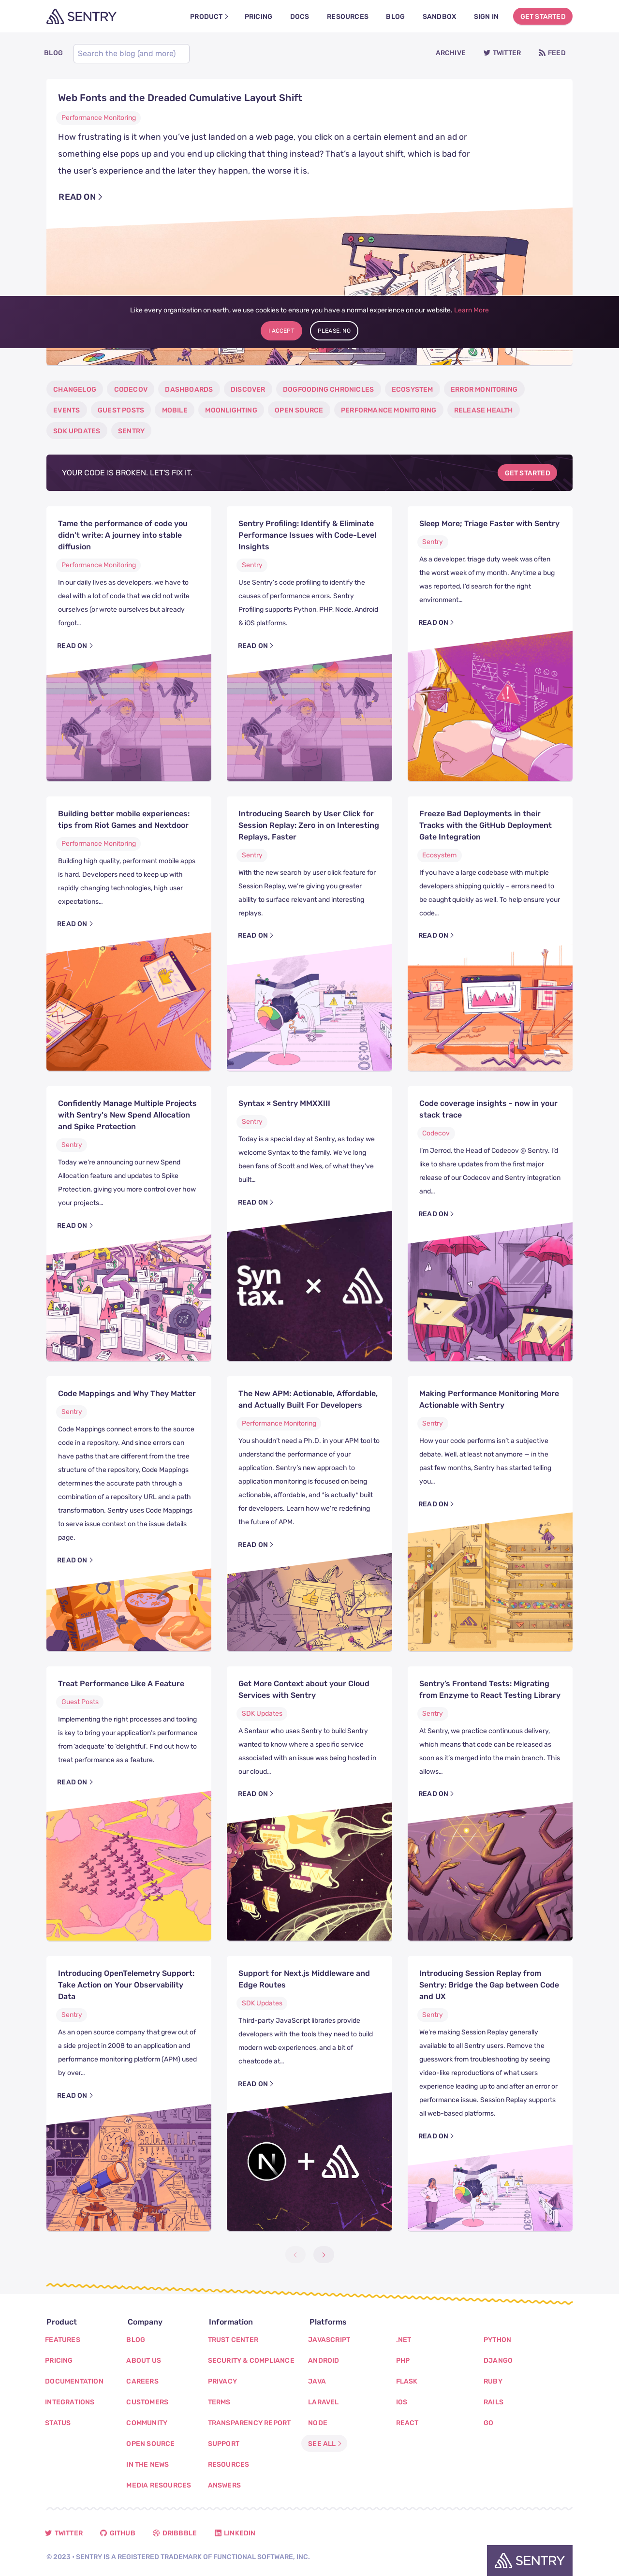 SENTRY
PRODUCT
PRICING
DOCS
RESOURCES
BLOG
SANDBOX
SIGN IN
GET STARTED
BLOG
Search the blog (and more)
ARCHIVE
TWITTER
FEED
Web Fonts and the Dreaded Cumulative Layout Shift
Performance Monitoring
How frustrating is it when you've just landed on a web page, you click on a certain element and an ad or
something else pops up and you end up clicking that thing instead? That's a layout shift, which is bad for
the user's experience and the later they happen, the worse it is.
READ ON
Like every organization on earth, we use cookies to ensure you have a normal experience on our website. Learn More
I ACCEPT
PLEASE, NO
CHANGELOG
CODECOV
DASHBOARDS
DISCOVER
DOGFOODING CHRONICLES
ECOSYSTEM
ERROR MONITORING
EVENTS
GUEST POSTS
MOBILE
MOONLIGHTING
OPEN SOURCE
PERFORMANCE MONITORING
RELEASE HEALTH
SDK UPDATES
SENTRY
YOUR CODE IS BROKEN. LET'S FIX IT.
GET STARTED
Tame the performance of code you
didn't write: A journey into stable
diffusion
Performance Monitoring
In our daily lives as developers, we have to
deal with a lot of code that we did not write
ourselves (or wrote ourselves but already
forgot…
READ ON
Sentry Profiling: Identify & Eliminate
Performance Issues with Code-Level
Insights
Sentry
Use Sentry's code profiling to identify the
causes of performance errors. Sentry
Profiling supports Python, PHP, Node, Android
& iOS platforms.
READ ON
Sleep More; Triage Faster with Sentry
Sentry
As a developer, triage duty week was often
the worst week of my month. Anytime a bug
was reported, I'd search for the right
environment…
READ ON
Building better mobile experiences:
tips from Riot Games and Nextdoor
Performance Monitoring
Building high quality, performant mobile apps
is hard. Developers need to keep up with
rapidly changing technologies, high user
expectations…
READ ON
Introducing Search by User Click for
Session Replay: Zero in on Interesting
Replays, Faster
Sentry
With the new search by user click feature for
Session Replay, we're giving you greater
ability to surface relevant and interesting
replays.
READ ON
Freeze Bad Deployments in their
Tracks with the GitHub Deployment
Gate Integration
Ecosystem
If you have a large codebase with multiple
developers shipping quickly – errors need to
be caught quickly as well. To help ensure your
code…
READ ON
Confidently Manage Multiple Projects
with Sentry's New Spend Allocation
and Spike Protection
Sentry
Today we're announcing our new Spend
Allocation feature and updates to Spike
Protection, giving you more control over how
your projects…
READ ON
Syntax × Sentry MMXXIII
Sentry
Today is a special day at Sentry, as today we
welcome Syntax to the family. We've long
been fans of Scott and Wes, of what they've
built…
READ ON
Syn
tax. ×
Code coverage insights - now in your
stack trace
Codecov
I'm Jerrod, the Head of Codecov @ Sentry. I'd
like to share updates from the first major
release of our Codecov and Sentry integration
and…
READ ON
Code Mappings and Why They Matter
Sentry
Code Mappings connect errors to the source
code in a repository. And since errors can
have paths that are different from the tree
structure of the repository, Code Mappings
determines the accurate path through a
combination of a repository URL and a path
transformation. Sentry uses Code Mappings
to serve issue context on the issue details
page.
READ ON
The New APM: Actionable, Affordable,
and Actually Built For Developers
Performance Monitoring
You shouldn't need a Ph.D. in your APM tool to
understand the performance of your
application. Sentry's new approach to
application monitoring is focused on being
actionable, affordable, and *is actually* built
for developers. Learn how we're redefining
the future of APM.
READ ON
Making Performance Monitoring More
Actionable with Sentry
Sentry
How your code performs isn't a subjective
debate. Well, at least not anymore — in the
past few months, Sentry has started telling
you…
READ ON
Treat Performance Like A Feature
Guest Posts
Implementing the right processes and tooling
is key to bring your application's performance
from 'adequate' to 'delightful'. Find out how to
treat performance as a feature.
READ ON
Get More Context about your Cloud
Services with Sentry
SDK Updates
A Sentaur who uses Sentry to build Sentry
wanted to know where a specific service
associated with an issue was being hosted in
our cloud…
READ ON
Sentry's Frontend Tests: Migrating
from Enzyme to React Testing Library
Sentry
At Sentry, we practice continuous delivery,
which means that code can be released as
soon as it's merged into the main branch. This
allows…
READ ON
Introducing OpenTelemetry Support:
Take Action on Your Observability
Data
Sentry
As an open source company that grew out of
a side project in 2008 to an application and
performance monitoring platform (APM) used
by over…
READ ON
Support for Next.js Middleware and
Edge Routes
SDK Updates
Third-party JavaScript libraries provide
developers with the tools they need to build
modern web experiences, and a bit of
cheatcode at…
READ ON
N +
Introducing Session Replay from
Sentry: Bridge the Gap between Code
and UX
Sentry
We're making Session Replay generally
available to all Sentry users. Remove the
guesswork from troubleshooting by seeing
video-like reproductions of what users
experience leading up to and after an error or
performance issue. Session Replay supports
all web-based platforms.
READ ON
Product
FEATURES
PRICING
DOCUMENTATION
INTEGRATIONS
STATUS
Company
BLOG
ABOUT US
CAREERS
CUSTOMERS
COMMUNITY
OPEN SOURCE
IN THE NEWS
MEDIA RESOURCES
Information
TRUST CENTER
SECURITY & COMPLIANCE
PRIVACY
TERMS
TRANSPARENCY REPORT
SUPPORT
RESOURCES
ANSWERS
Platforms
JAVASCRIPT
ANDROID
JAVA
LARAVEL
NODE
SEE ALL
.NET
PHP
FLASK
IOS
REACT
PYTHON
DJANGO
RUBY
RAILS
GO
TWITTER
GITHUB
DRIBBBLE
LINKEDIN
© 2023 • SENTRY IS A REGISTERED TRADEMARK OF FUNCTIONAL SOFTWARE, INC.
SENTRY